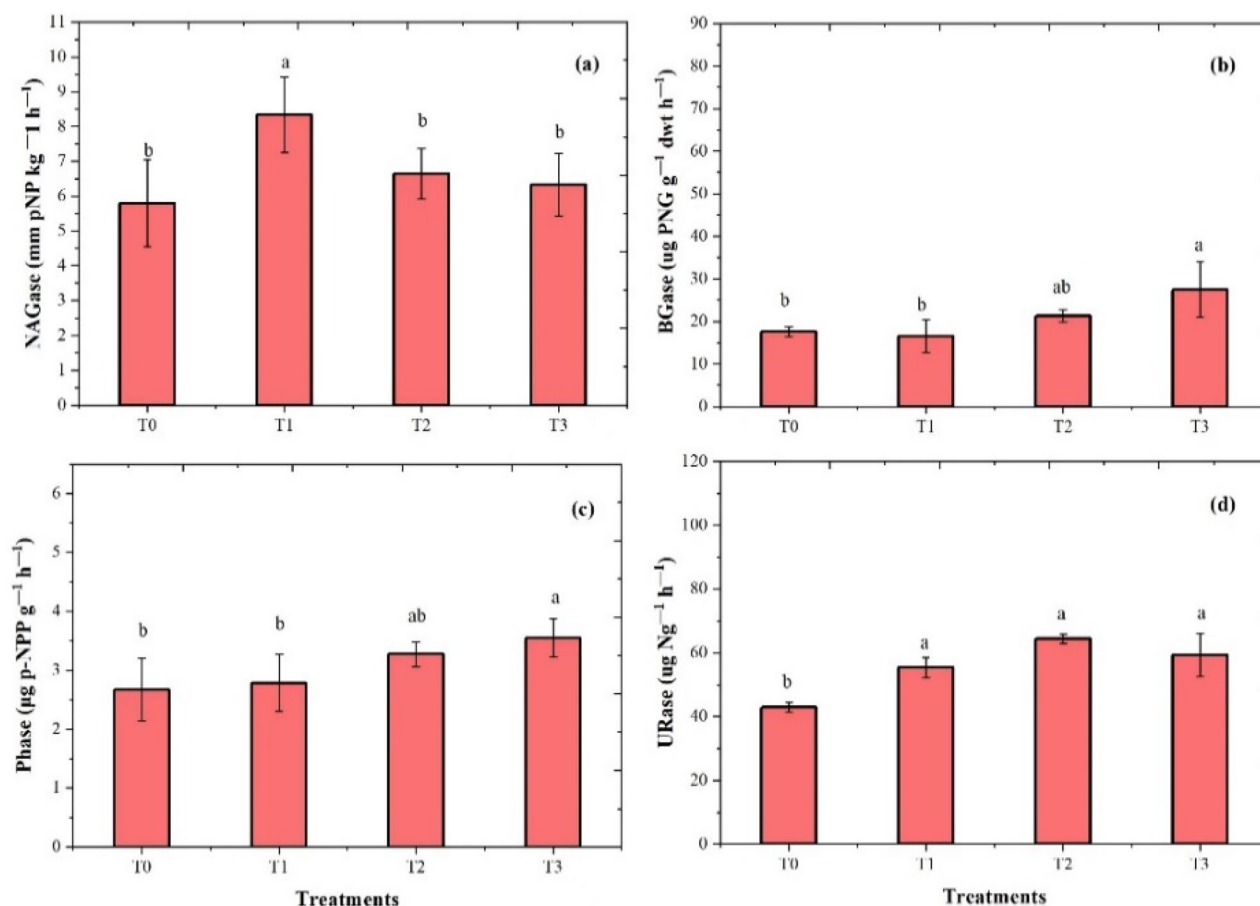 11
10
9
8
7
6
5
4
3
2
1
0
NAGasc (mm pNP kg⁻1 h⁻¹)
(a)
b
a
b
b
T0
T1
T2
T3
90
80
70
60
50
40
30
20
10
0
BGase (ug PNG g⁻¹ dwt h⁻¹)
(b)
b
b
ab
a
T0
T1
T2
T3
6
5
4
3
2
1
0
Phase (µg p-NPP g⁻¹ h⁻¹)
(c)
b
b
ab
a
T0
T1
T2
T3
Treatments
120
100
80
60
40
20
0
URase (ug Ng⁻¹ h⁻¹)
(d)
b
a
a
a
T0
T1
T2
T3
Treatments